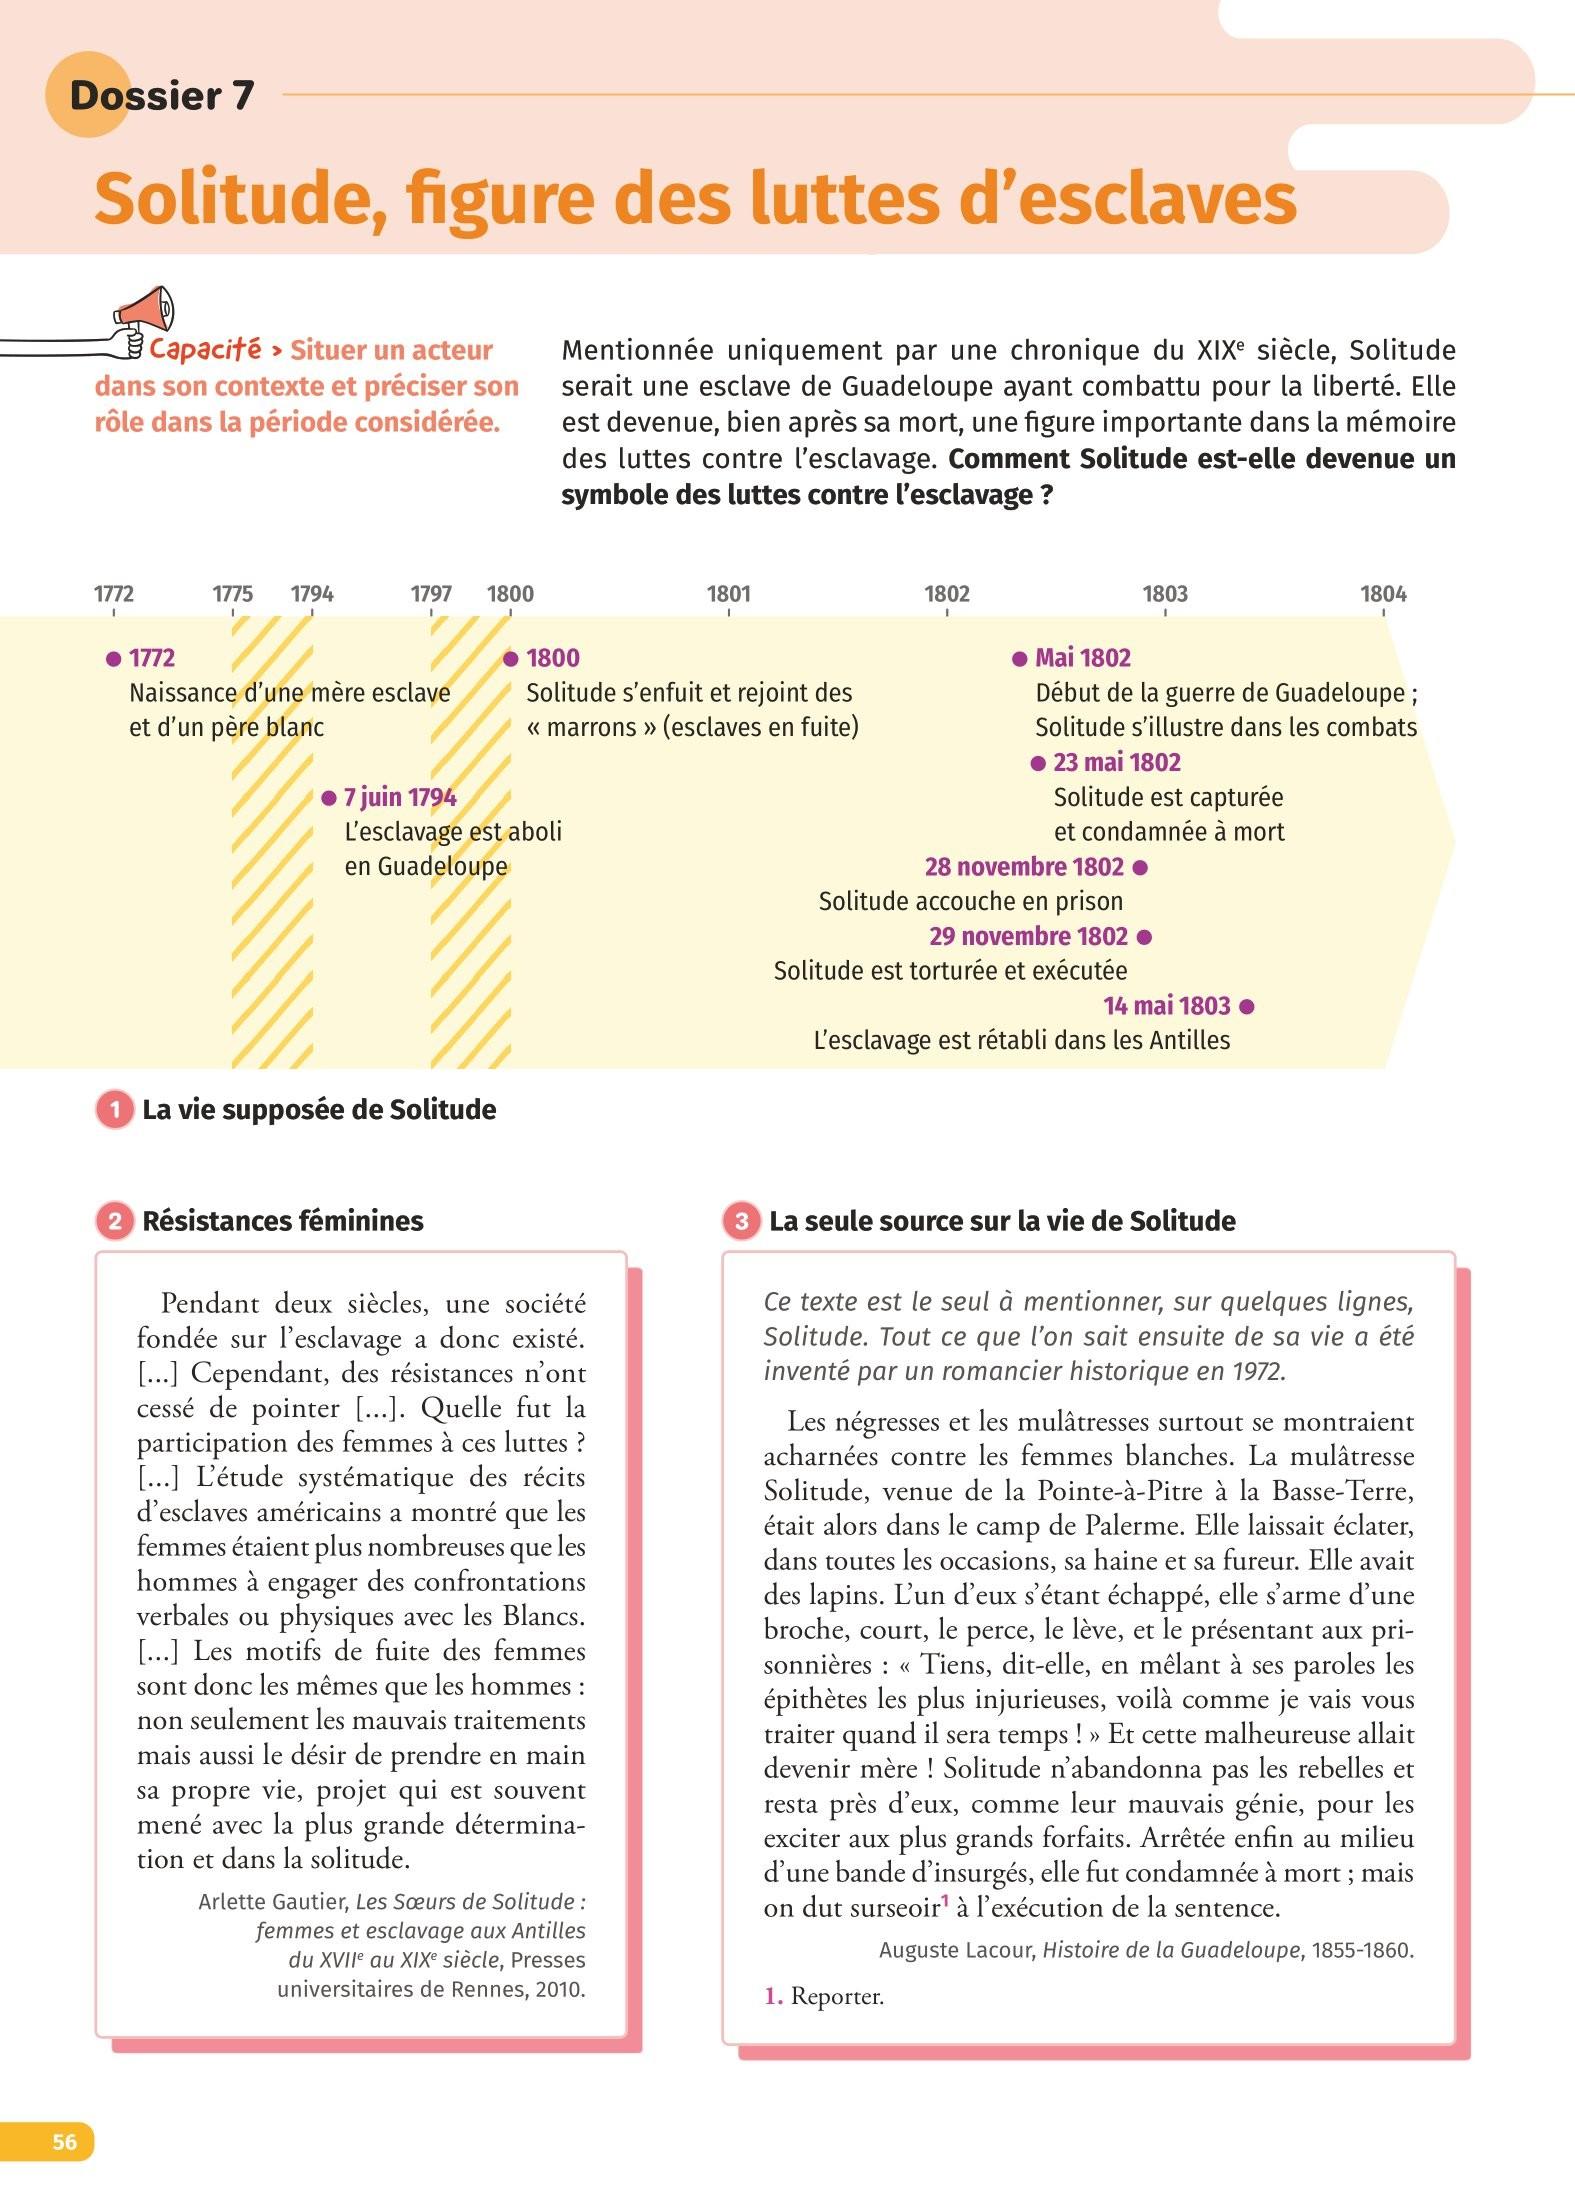 Dossier 7
Solitude, figure des luttes d’esclaves
Capacité > Situer un acteur
dans son contexte et préciser son
rôle dans la période considérée.
Mentionnée uniquement par une chronique du XIXe siècle, Solitude
serait une esclave de Guadeloupe ayant combattu pour la liberté. Elle
est devenue, bien après sa mort, une figure importante dans la mémoire
des luttes contre l’esclavage. Comment Solitude est-elle devenue un
symbole des luttes contre l’esclavage ?
1772 1775 1794 1797 1800 1801 1802 1803 1804
1772
Naissance d’une mère esclave
et d’un père blanc
7 juin 1794
L’esclavage est aboli
en Guadeloupe
1800
Solitude s’enfuit et rejoint des
« marrons » (esclaves en fuite)
Mai 1802
Début de la guerre de Guadeloupe ;
Solitude s’illustre dans les combats
23 mai 1802
Solitude est capturée
et condamnée à mort
28 novembre 1802
Solitude accouche en prison
29 novembre 1802
Solitude est torturée et exécutée
14 mai 1803
L’esclavage est rétabli dans les Antilles
1 La vie supposée de Solitude
2 Résistances féminines
Pendant deux siècles, une société
fondée sur l’esclavage a donc existé.
[...] Cependant, des résistances n’ont
cessé de pointer [...]. Quelle fut la
participation des femmes à ces luttes ?
[...] L’étude systématique des récits
d’esclaves américains a montré que les
femmes étaient plus nombreuses que les
hommes à engager des confrontations
verbales ou physiques avec les Blancs.
[...] Les motifs de fuite des femmes
sont donc les mêmes que les hommes :
non seulement les mauvais traitements
mais aussi le désir de prendre en main
sa propre vie, projet qui est souvent
mené avec la plus grande détermina-
tion et dans la solitude.
Arlette Gautier, Les Sœurs de Solitude :
femmes et esclavage aux Antilles
du XVIIe au XIXe siècle, Presses
universitaires de Rennes, 2010.
3 La seule source sur la vie de Solitude
Ce texte est le seul à mentionner, sur quelques lignes,
Solitude. Tout ce que l’on sait ensuite de sa vie a été
inventé par un romancier historique en 1972.
Les négresses et les mulâtresses surtout se montraient
acharnées contre les femmes blanches. La mulâtresse
Solitude, venue de la Pointe-à-Pitre à la Basse-Terre,
était alors dans le camp de Palerme. Elle laissait éclater,
dans toutes les occasions, sa haine et sa fureur. Elle avait
des lapins. L’un d’eux s’étant échappé, elle s’arme d’une
broche, court, le perce, le lève, et le présentant aux pri-
sonnières : « Tiens, dit-elle, en mêlant à ses paroles les
épithètes les plus injurieuses, voilà comme je vais vous
traiter quand il sera temps ! » Et cette malheureuse allait
devenir mère ! Solitude n’abandonna pas les rebelles et
resta près d’eux, comme leur mauvais génie, pour les
exciter aux plus grands forfaits. Arrêtée enfin au milieu
d’une bande d’insurgés, elle fut condamnée à mort ; mais
on dut surseoir1 à l’exécution de la sentence.
Auguste Lacour, Histoire de la Guadeloupe, 1855-1860.
1. Reporter.
56